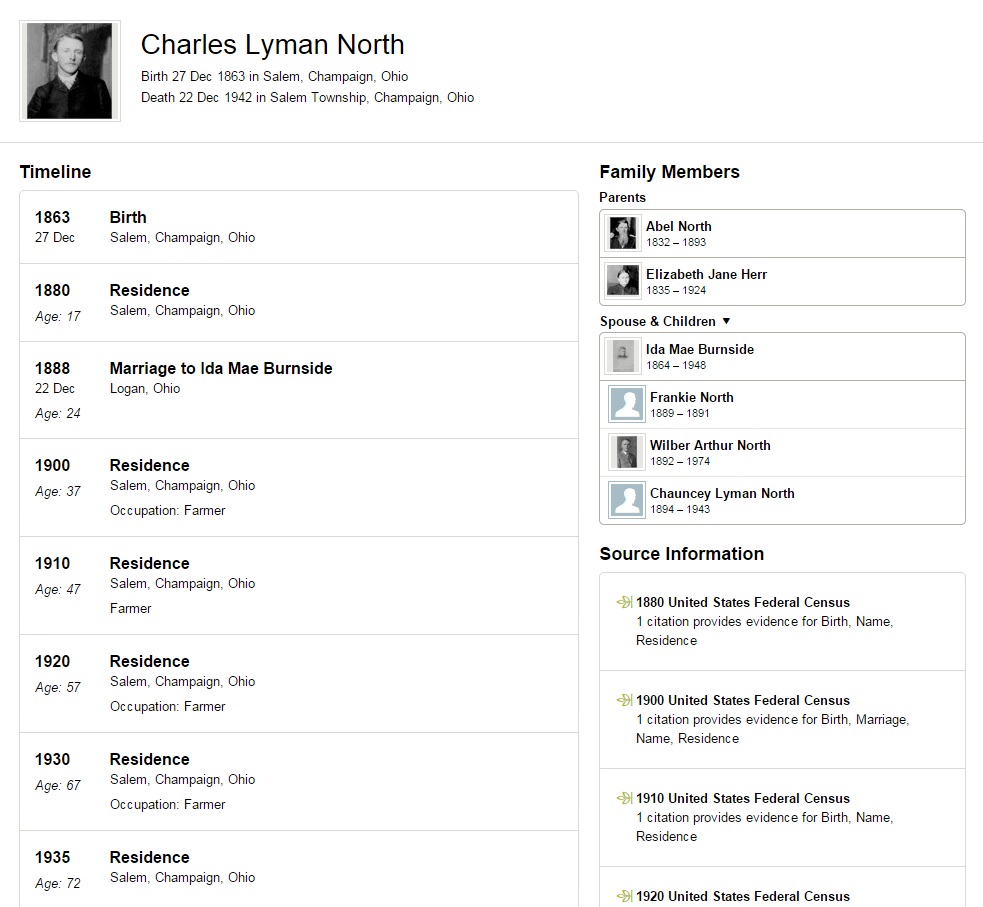 Charles Lyman North
Birth 27 Dec 1863 in Salem, Champaign, Ohio
Death 22 Dec 1942 in Salem Township, Champaign, Ohio
Timeline
1863 Birth
27 Dec Salem, Champaign, Ohio
1880 Residence
Salem, Champaign, Ohio
Age: 17
1888 Marriage to Ida Mae Burnside
22 Dec Logan, Ohio
Age: 24
1900 Residence
Salem, Champaign, Ohio
Age: 37
Occupation: Farmer
1910 Residence
Salem, Champaign, Ohio
Age: 47
Farmer
1920 Residence
Salem, Champaign, Ohio
Age: 57
Occupation: Farmer
1930 Residence
Salem, Champaign, Ohio
Age: 67
Occupation: Farmer
1935 Residence
Salem, Champaign, Ohio
Age: 72
Family Members
Parents
Abel North
1832 – 1893
Elizabeth Jane Herr
1835 – 1924
Spouse & Children ▼
Ida Mae Burnside
1864 – 1948
Frankie North
1889 – 1891
Wilber Arthur North
1892 – 1974
Chauncey Lyman North
1894 – 1943
Source Information
1880 United States Federal Census
1 citation provides evidence for Birth, Name,
Residence
1900 United States Federal Census
1 citation provides evidence for Birth, Marriage,
Name, Residence
1910 United States Federal Census
1 citation provides evidence for Birth, Name,
Residence
1920 United States Federal Census